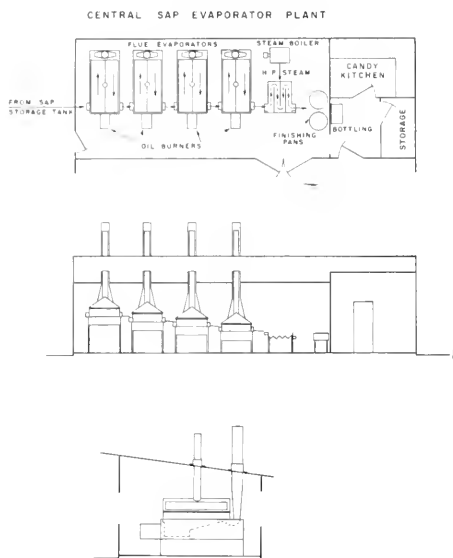 CENTRAL SAP EVAPORATOR PLANT
FLUE EVAPORATORS
STEAM BOILER
H P STEAM
CANDY
KITCHEN
FROM SAP
STORAGE TANK
OIL BURNERS
FINISHING
PANS
BOTTLING
STORAGE